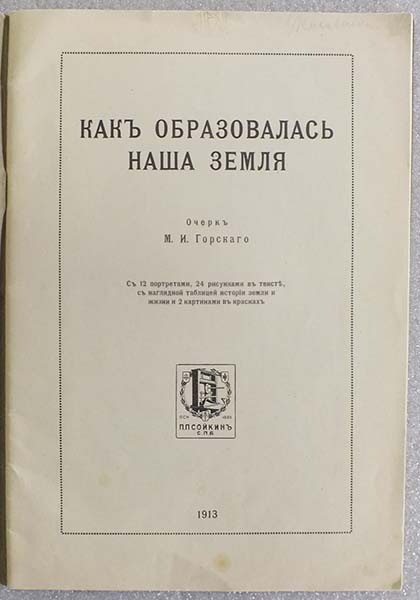 КАКЪ ОБРАЗОВАЛАСЬ
НАША ЗЕМЛЯ
Очеркъ
М. И. Горскаго
Съ 12 портретами, 24 рисунками въ текстѣ,
съ наглядной таблицей исторіи земли и
жизни и 2 картинами въ краскахъ
П.П.СОЙКИНЪ
С.П.Б.
1913